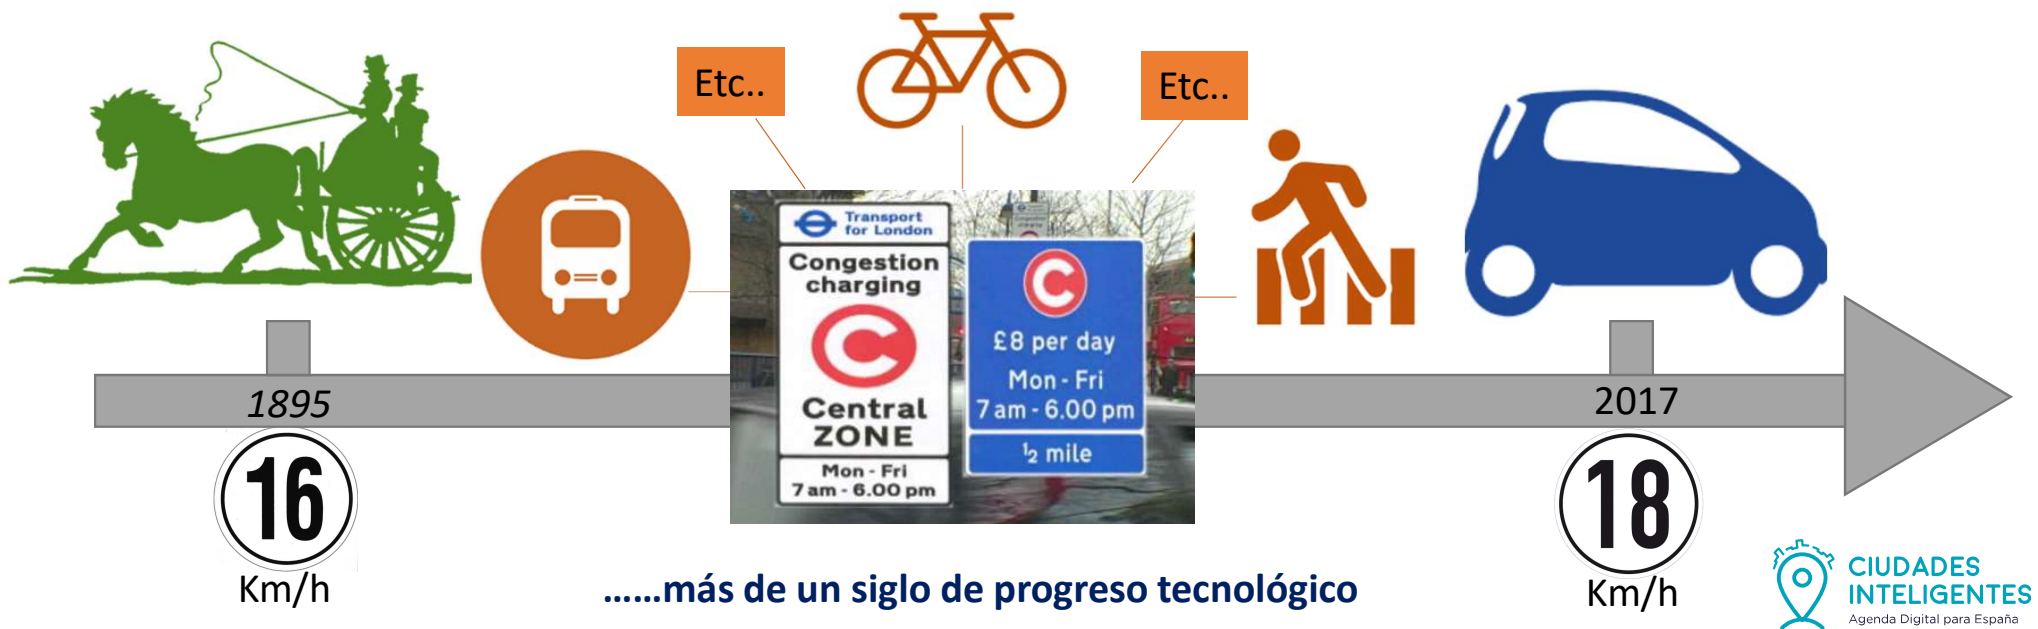 Etc..
Etc..
Transport
for London
Congestion
charging
C
Central
ZONE
Mon - Fri
7 am - 6.00 pm
C
£8 per day
Mon - Fri
7 am - 6.00 pm
½ mile
1895
16
Km/h
2017
18
Km/h
......más de un siglo de progreso tecnológico
CIUDADES
INTELIGENTES
Agenda Digital para España